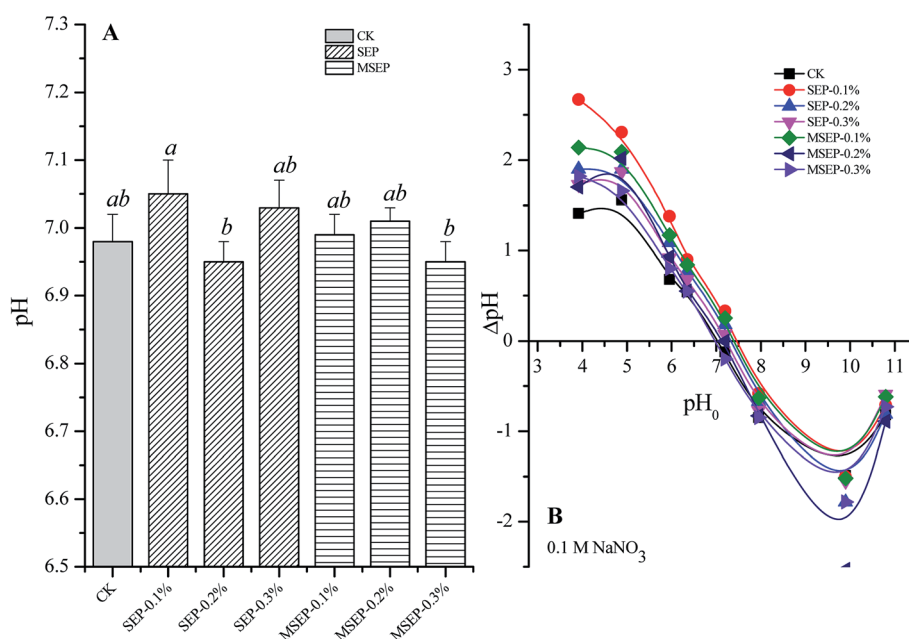 A
CK
SEP
MSEP
pH
7.3
7.2
7.1
7.0
6.9
6.8
6.7
6.6
6.5
ab
a
b
ab
ab
ab
b
CK
SEP-0.1%
SEP-0.2%
SEP-0.3%
MSEP-0.1%
MSEP-0.2%
MSEP-0.3%
CK
SEP-0.1%
SEP-0.2%
SEP-0.3%
MSEP-0.1%
MSEP-0.2%
MSEP-0.3%
ΔpH
3
2
1
0
-1
-2
3 4 5 6 7 8 9 10 11
pH₀
B
0.1 M NaNO₃